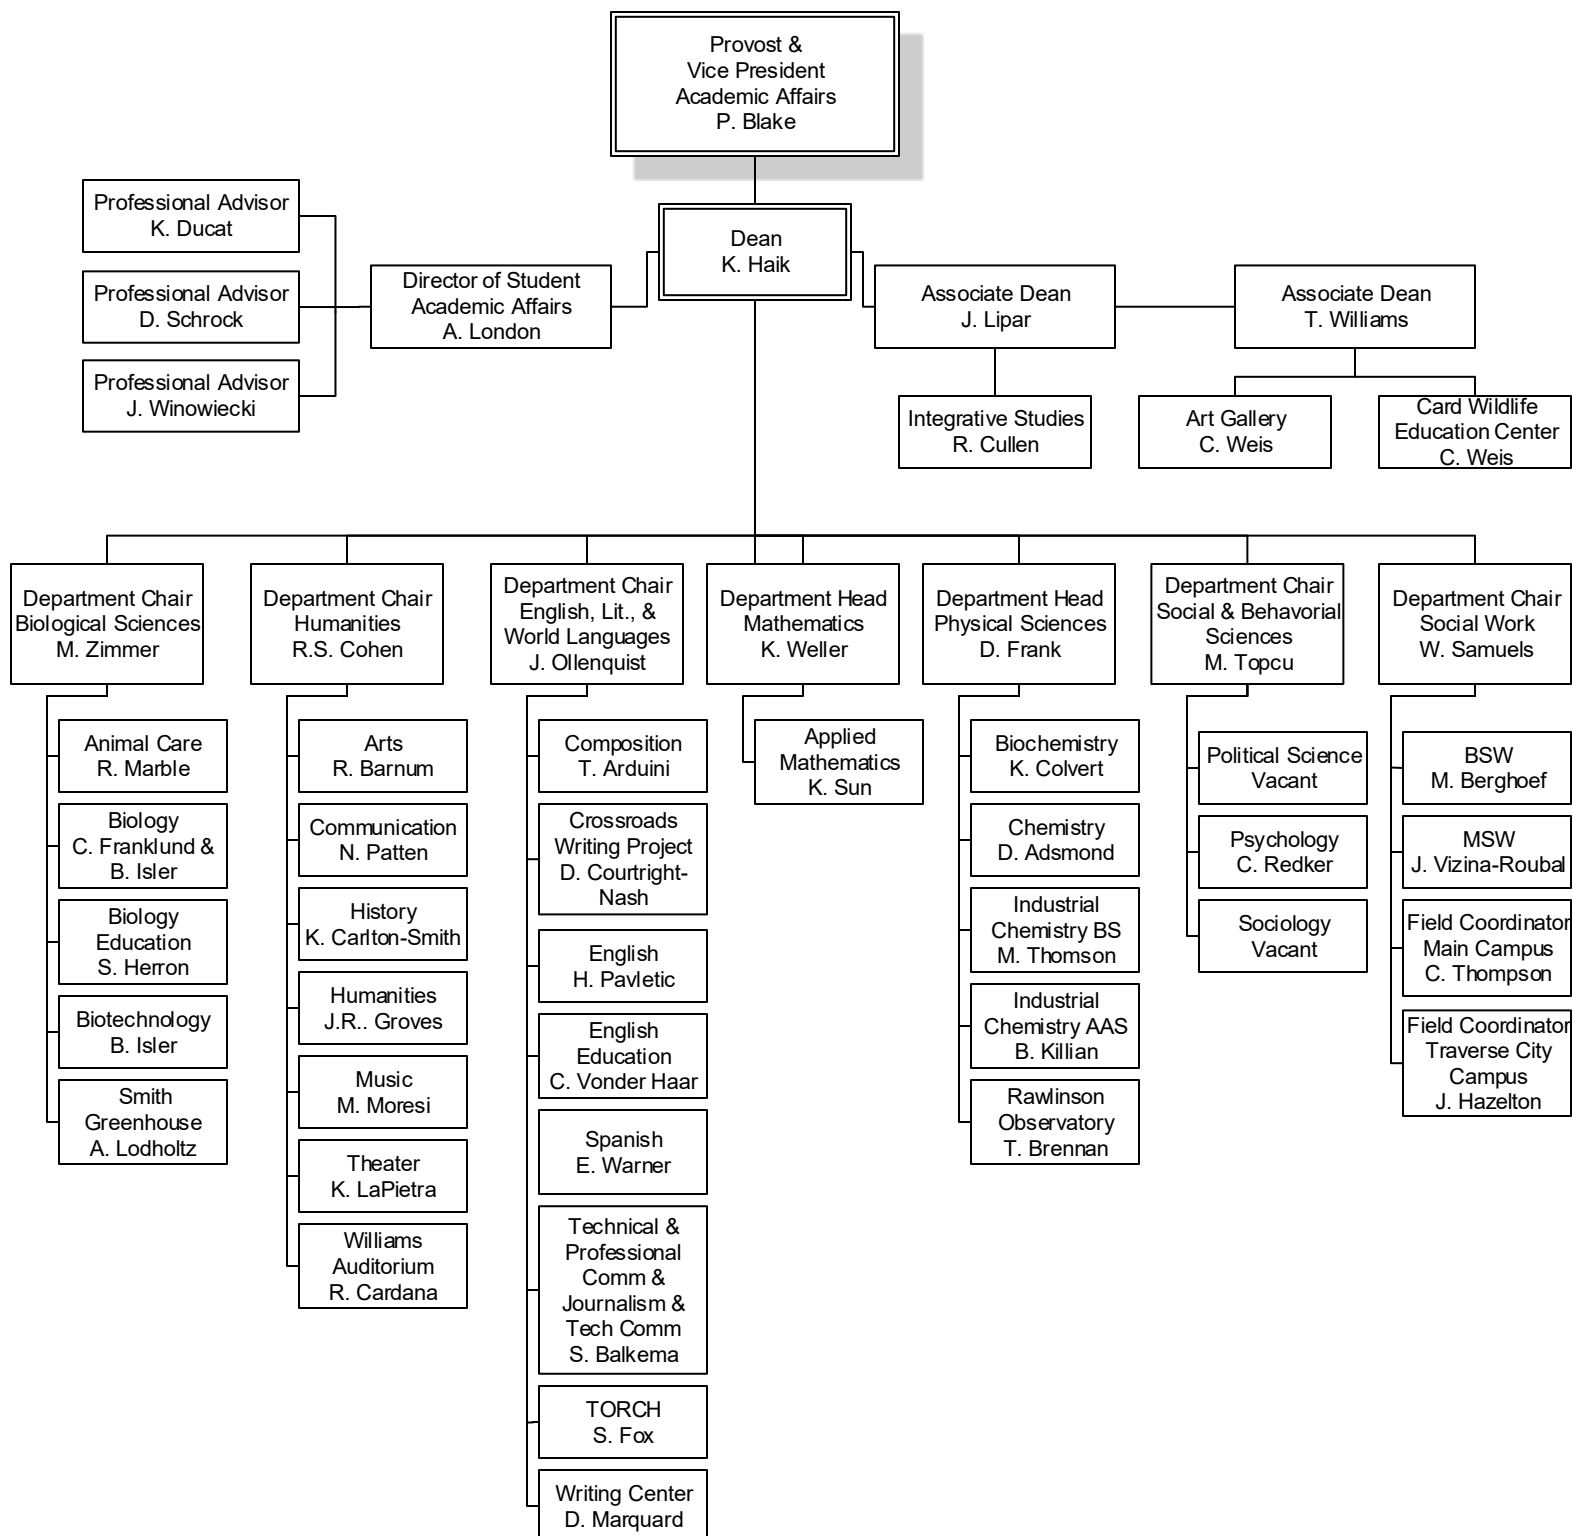 Provost &
Vice President
Academic Affairs
P. Blake
Dean
K. Haik
Professional Advisor
K. Ducat
Professional Advisor
D. Schrock
Professional Advisor
J. Winowiecki
Director of Student
Academic Affairs
A. London
Associate Dean
J. Lipar
Associate Dean
T. Williams
Integrative Studies
R. Cullen
Art Gallery
C. Weis
Card Wildlife
Education Center
C. Weis
Department Chair
Biological Sciences
M. Zimmer
Animal Care
R. Marble
Biology
C. Franklund &
B. Isler
Biology
Education
S. Herron
Biotechnology
B. Isler
Smith
Greenhouse
A. Lodholtz
Department Chair
Humanities
R.S. Cohen
Arts
R. Barnum
Communication
N. Patten
History
K. Carlton-Smith
Humanities
J.R.. Groves
Music
M. Moresi
Theater
K. LaPietra
Williams
Auditorium
R. Cardana
Department Chair
English, Lit., &
World Languages
J. Ollenquist
Composition
T. Arduini
Crossroads
Writing Project
D. Courtright-
Nash
English
H. Pavletic
English
Education
C. Vonder Haar
Spanish
E. Warner
Technical &
Professional
Comm &
Journalism &
Tech Comm
S. Balkema
TORCH
S. Fox
Writing Center
D. Marquard
Department Head
Mathematics
K. Weller
Applied
Mathematics
K. Sun
Department Head
Physical Sciences
D. Frank
Biochemistry
K. Colvert
Chemistry
D. Adsmond
Industrial
Chemistry BS
M. Thomson
Industrial
Chemistry AAS
B. Killian
Rawlinson
Observatory
T. Brennan
Department Chair
Social & Behavorial
Sciences
M. Topcu
Political Science
Vacant
Psychology
C. Redker
Sociology
Vacant
Department Chair
Social Work
W. Samuels
BSW
M. Berghoef
MSW
J. Vizina-Roubal
Field Coordinator
Main Campus
C. Thompson
Field Coordinator
Traverse City
Campus
J. Hazelton